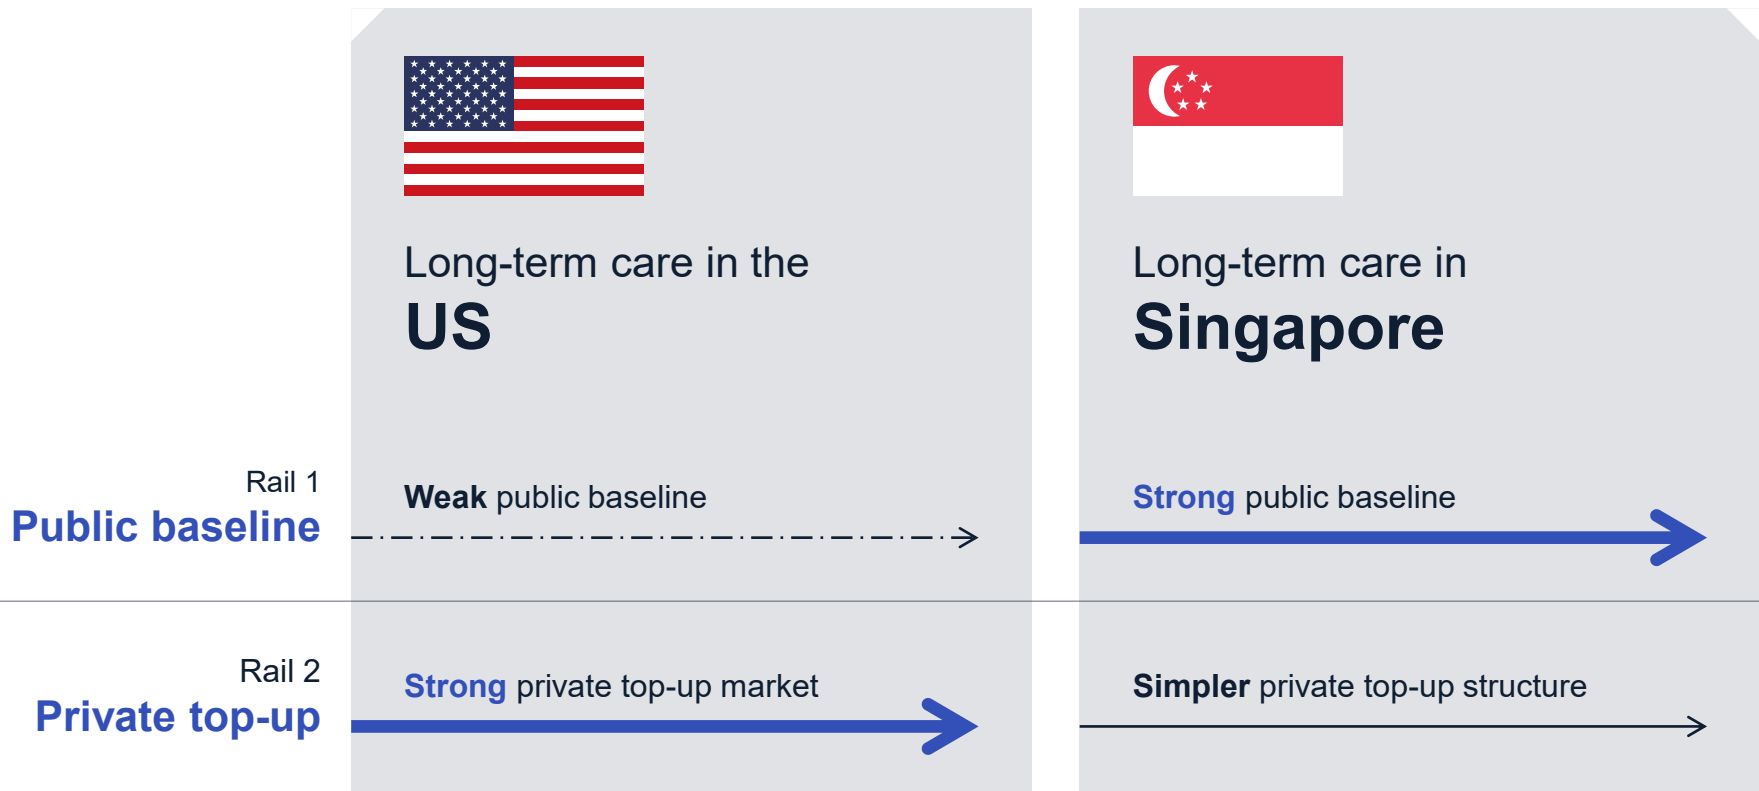 Long-term care in the
US
Long-term care in
Singapore
Rail 1
Public baseline
Weak public baseline
Strong public baseline
Rail 2
Private top-up
Strong private top-up market
Simpler private top-up structure